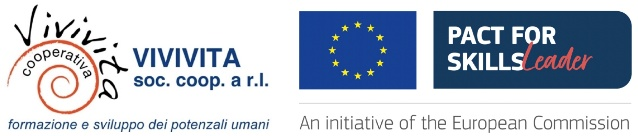 Vivivita
cooperativa
VIVIVITA
soc. coop. a r.l.
formazione e sviluppo dei potenzali umani
PACT FOR
SKILLS Leader
An initiative of the European Commission